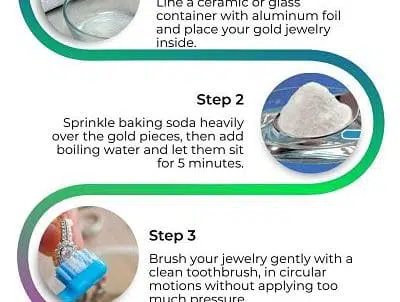 Line a ceramic or glass
container with aluminum foil
and place your gold jewelry
inside.
Step 2
Sprinkle baking soda heavily
over the gold pieces, then add
boiling water and let them sit
for 5 minutes.
Step 3
Brush your jewelry gently with a
clean toothbrush, in circular
motions without applying too
much pressure.